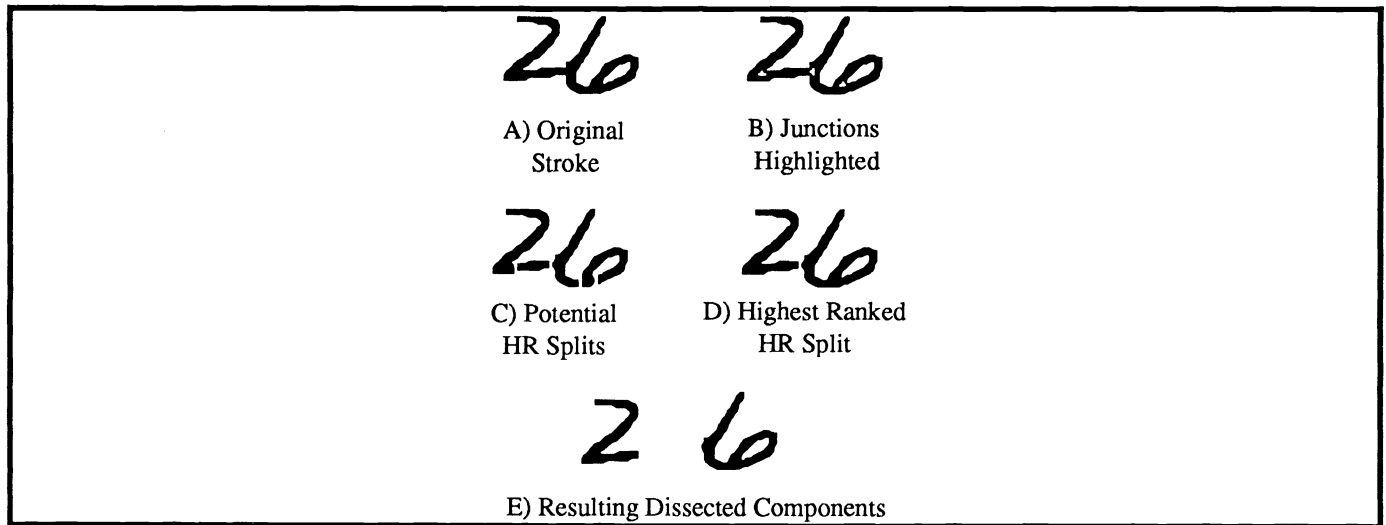 26 26
A) Original
Stroke
B) Junctions
Highlighted
26 26
C) Potential
HR Splits
D) Highest Ranked
HR Split
2 6
E) Resulting Dissected Components